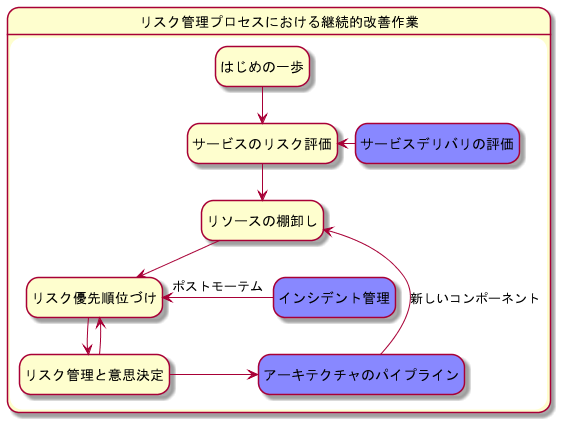 リスク管理プロセスにおける継続的改善作業
はじめの一歩
サービスのリスク評価
サービスデリバリの評価
リソースの棚卸し
ポストモーテム
リスク優先順位づけ
インシデント管理
新しいコンポーネント
リスク管理と意思決定
アーキテクチャのパイプライン